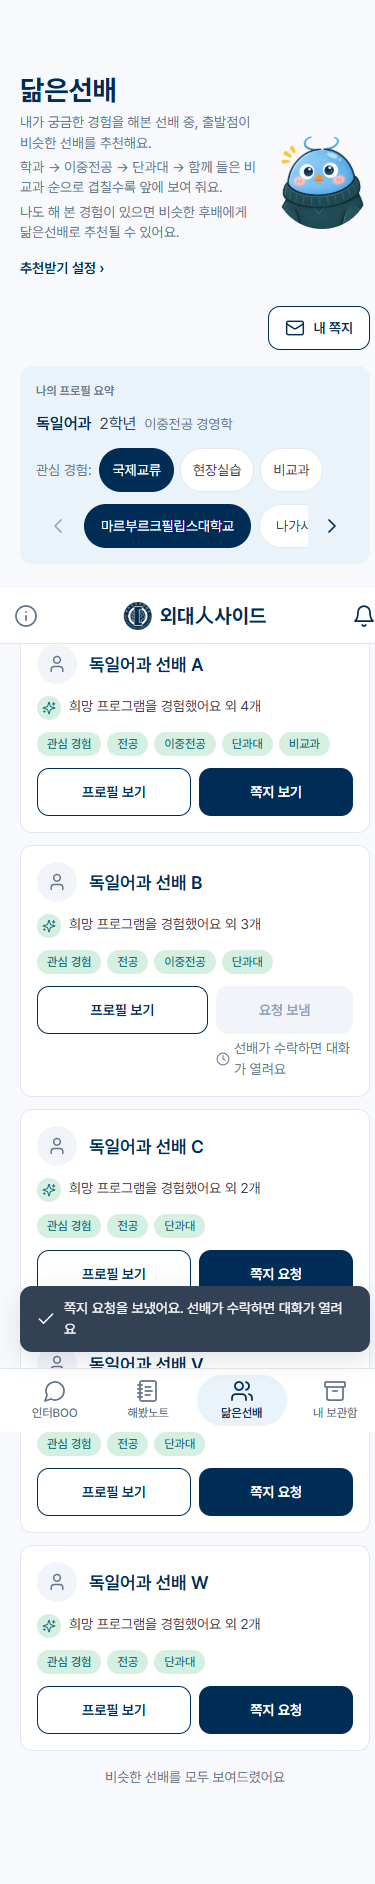 닮은선배
내가 궁금한 경험을 해본 선배 중, 출발점이
비슷한 선배를 추천해요.
학과 → 이중전공 → 단과대 → 함께 들은 비
교과 순으로 겹칠수록 앞에 보여 줘요.
나도 해 본 경험이 있으면 비슷한 후배에게
닮은선배로 추천될 수 있어요.
추천받기 설정 ›
내 쪽지
나의 프로필 요약
독일어과 2학년 이중전공 경영학
관심 경험: 국제교류 현장실습 비교과
마르부르크필립스대학교 나가사
외대人사이드
독일어과 선배 A
희망 프로그램을 경험했어요 외 4개
관심 경험 전공 이중전공 단과대 비교과
프로필 보기 쪽지 보기
독일어과 선배 B
희망 프로그램을 경험했어요 외 3개
관심 경험 전공 이중전공 단과대
프로필 보기 요청 보냄
선배가 수락하면 대화
가 열려요
독일어과 선배 C
희망 프로그램을 경험했어요 외 2개
관심 경험 전공 단과대
프로필 보기 쪽지 요청
쪽지 요청을 보냈어요. 선배가 수락하면 대화가 열려
요
독일어과 선배 V
인터BOO 해봤노트 닮은선배 내 보관함
관심 경험 전공 단과대
프로필 보기 쪽지 요청
독일어과 선배 W
희망 프로그램을 경험했어요 외 2개
관심 경험 전공 단과대
프로필 보기 쪽지 요청
비슷한 선배를 모두 보여드렸어요